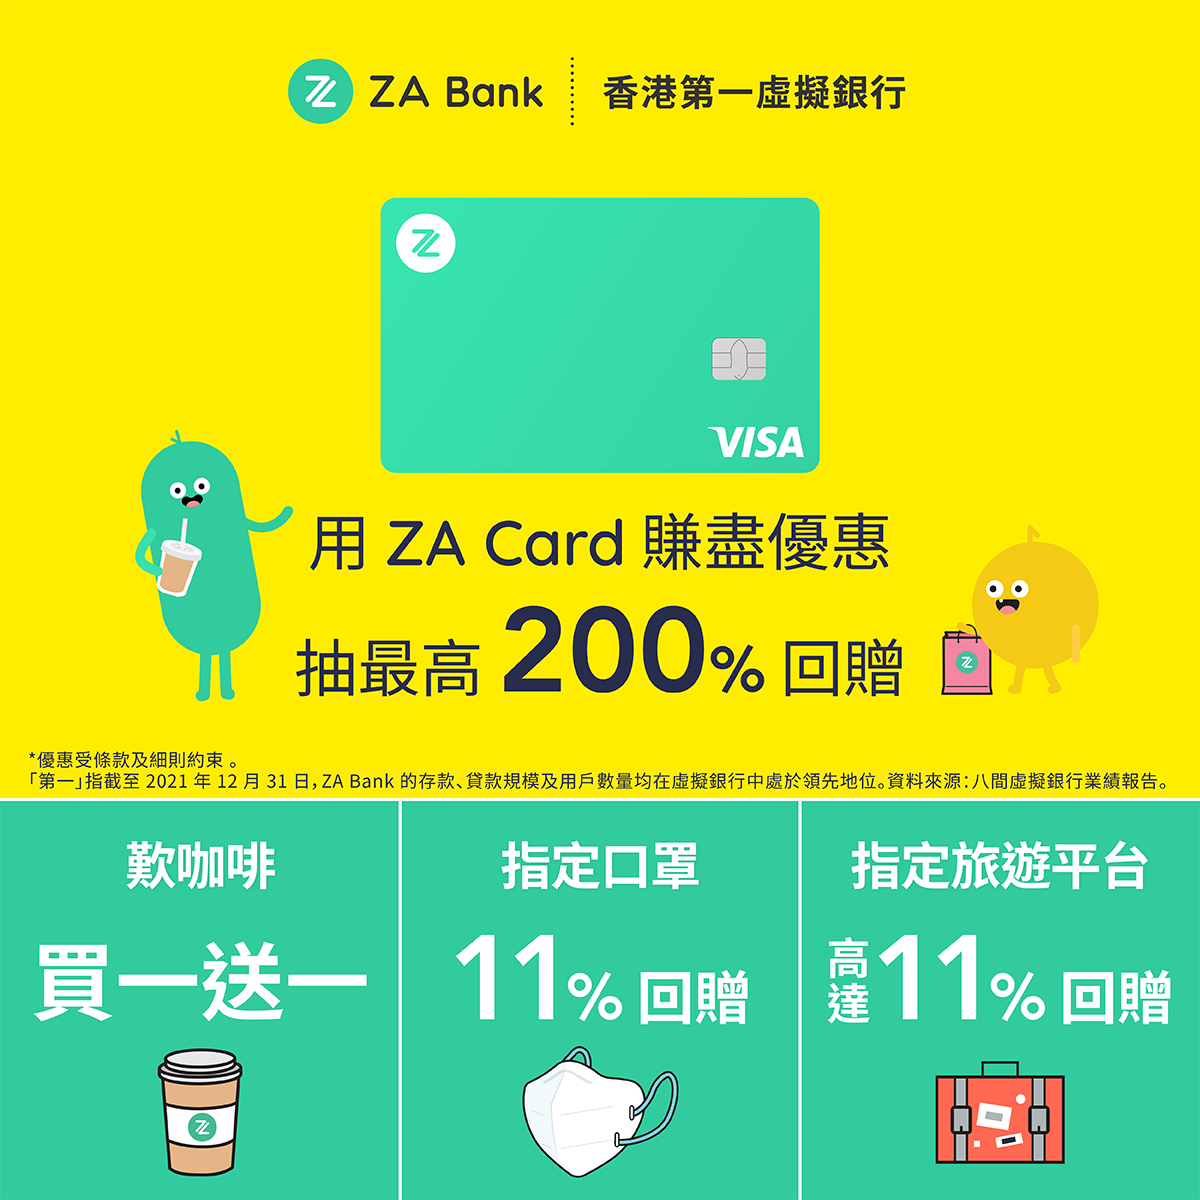 ZA Bank 香港第一虛擬銀行
VISA
用 ZA Card 賺盡優惠
抽最高 200% 回贈
*優惠受條款及細則約束。
「第一」指截至 2021 年 12 月 31 日，ZA Bank 的存款、貸款規模及用戶數量均在虛擬銀行中處於領先地位。資料來源：八間虛擬銀行業績報告。
歎咖啡
買一送一
指定口罩
11% 回贈
指定旅遊平台
高達 11% 回贈